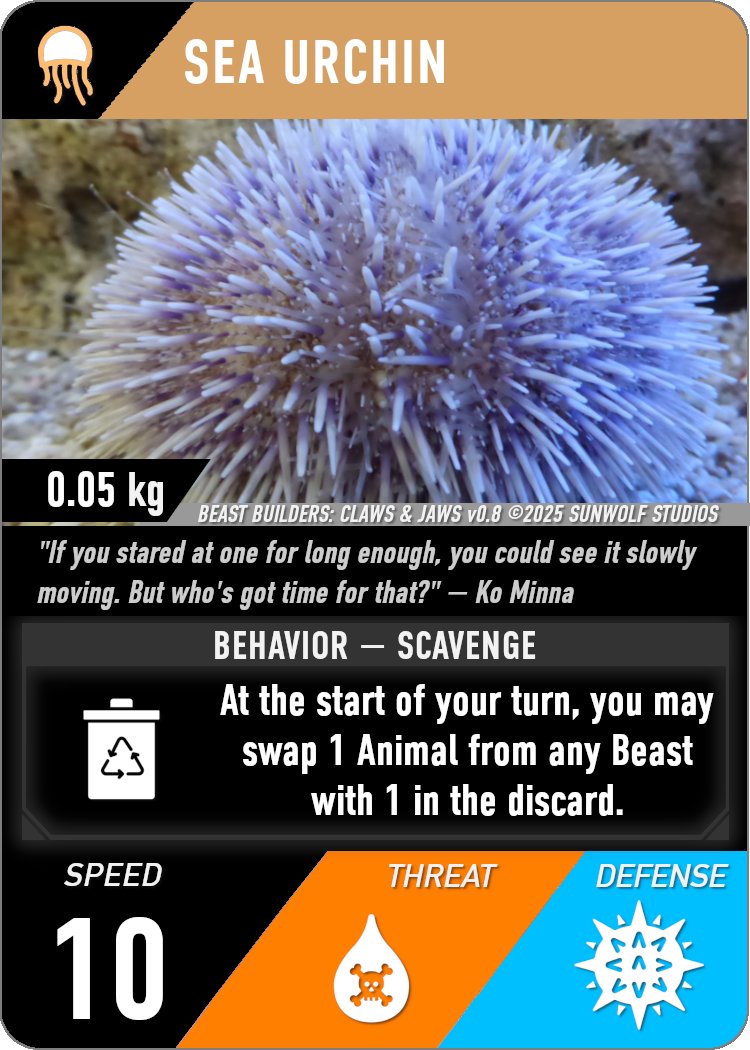 SEA URCHIN
0.05 kg
BEAST BUILDERS: CLAWS & JAWS v0.8 ©2025 SUNWOLF STUDIOS
"If you stared at one for long enough, you could see it slowly
moving. But who's got time for that?" — Ko Minna
BEHAVIOR — SCAVENGE
At the start of your turn, you may
swap 1 Animal from any Beast
with 1 in the discard.
SPEED
THREAT
DEFENSE
10